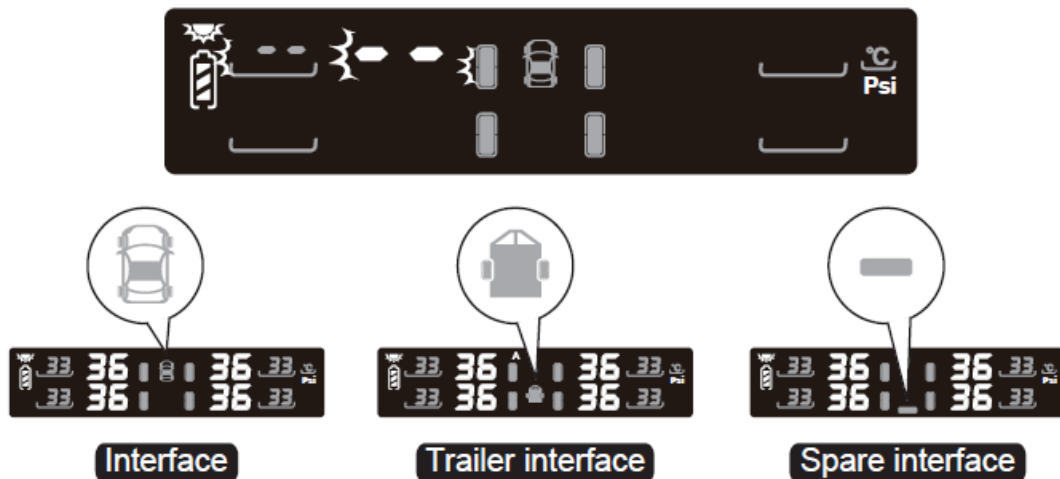 -- --
℃
Psi
33 36 36 33 ℃
33 36 36 33 Psi
33 36 A 36 33 ℃
33 36 36 33 Psi
33 36 36 33 ℃
33 36 36 33 Psi
Interface
Trailer interface
Spare interface